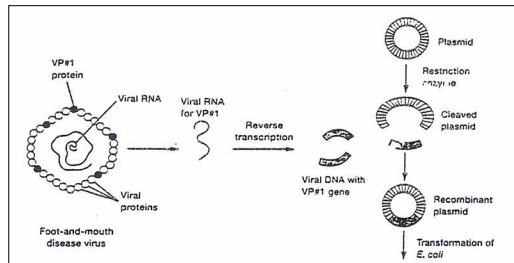 VP#1
protein
Viral RNA
Viral
proteins
Foot-and-mouth
disease virus
Viral RNA
for VP#1
Reverse
transcription
Viral DNA with
VP#1 gene
Plasmid
Restriction
Cleaved
plasmid
Recombinant
plasmid
Transformation of
E. coli